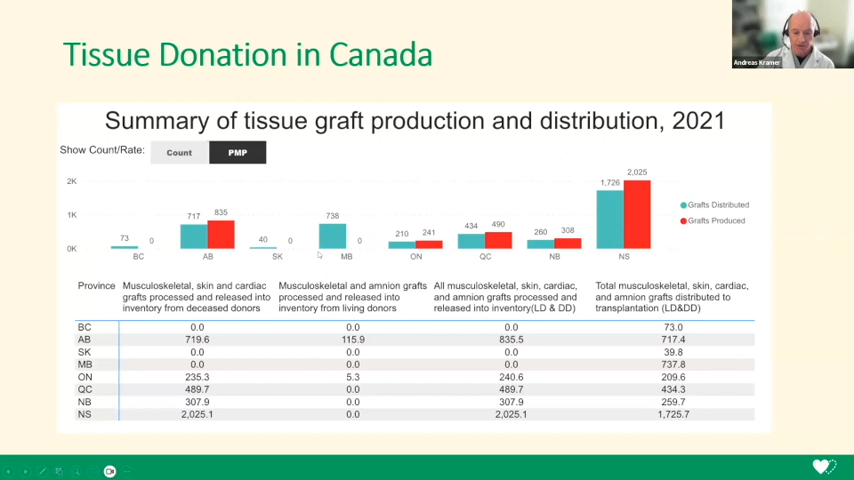 Tissue Donation in Canada
Andreas Kramer
Summary of tissue graft production and distribution, 2021
Show Count/Rate: Count PMP
2K
1K
0K
73 0 717 835 40 0 738 0 210 241 434 490 260 308 1,726 2,025
BC AB SK MB ON QC NB NS
Grafts Distributed
Grafts Produced
Province Musculoskeletal, skin and cardiac grafts processed and released into inventory from deceased donors Musculoskeletal and amnion grafts processed and released into inventory from living donors All musculoskeletal, skin, cardiac, and amnion grafts processed and released into inventory(LD & DD) Total musculoskeletal, skin, cardiac, and amnion grafts distributed to transplantation (LD&DD)
BC 0.0 0.0 0.0 73.0
AB 719.6 115.9 835.5 717.4
SK 0.0 0.0 0.0 39.8
MB 0.0 0.0 0.0 737.8
ON 235.3 5.3 240.6 209.6
QC 489.7 0.0 489.7 434.3
NB 307.9 0.0 307.9 259.7
NS 2,025.1 0.0 2,025.1 1,725.7